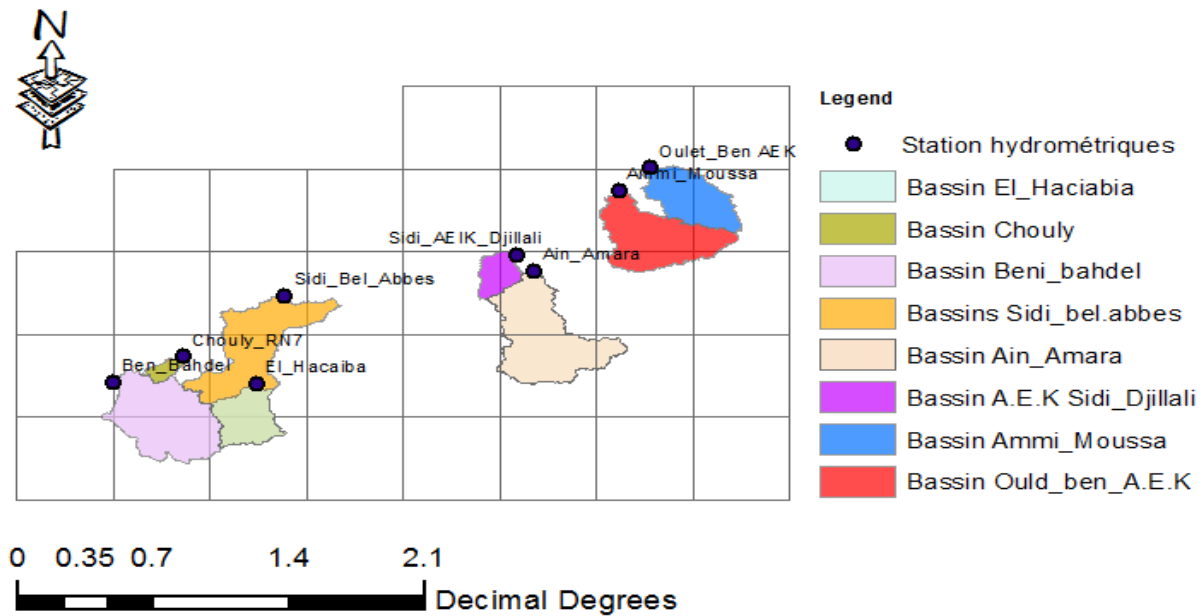 N
Oulet_Ben AEK
Ammi_Moussa
Sidi_AEIK_Djillali
Ain_Amara
Sidi_Bel_Abbes
Chouly_RN7
Ben_Bahdel
El_Hacaiba
Legend
Station hydrométriques
Bassin El_Haciabia
Bassin Chouly
Bassin Beni_bahdel
Bassins Sidi_bel.abbes
Bassin Ain_Amara
Bassin A.E.K Sidi_Djillali
Bassin Ammi_Moussa
Bassin Ould_ben_A.E.K
0 0.35 0.7 1.4 2.1
Decimal Degrees